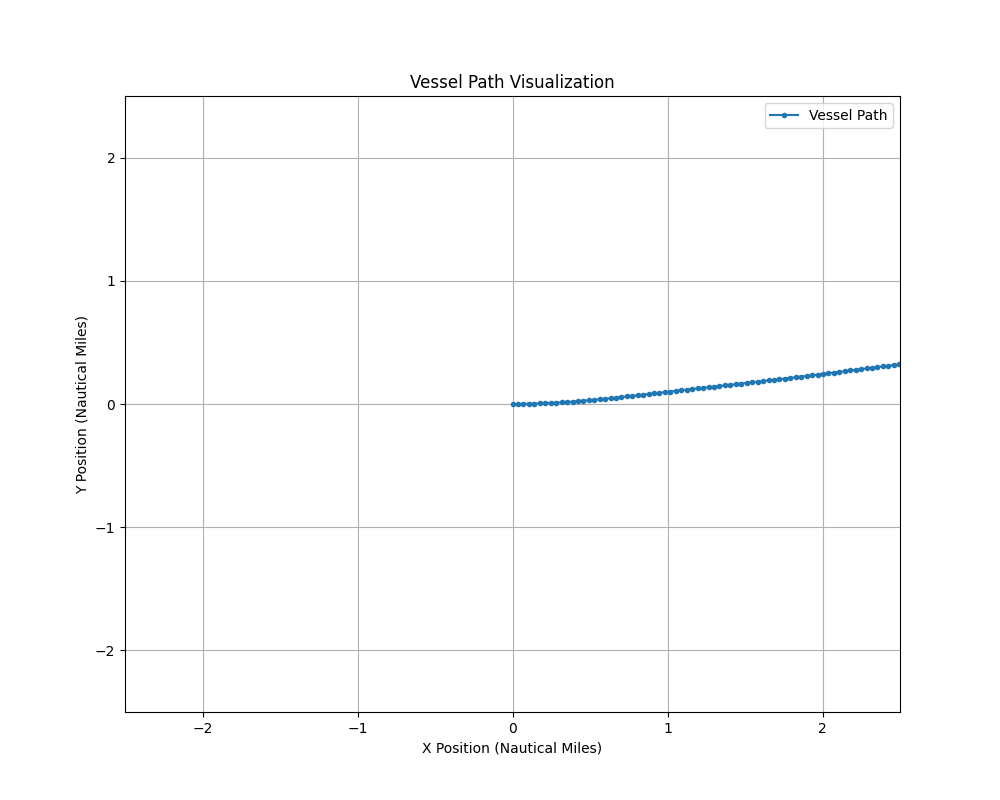 Vessel Path Visualization
Vessel Path
2
1
0
−1
−2
Y Position (Nautical Miles)
−2 −1 0 1 2
X Position (Nautical Miles)